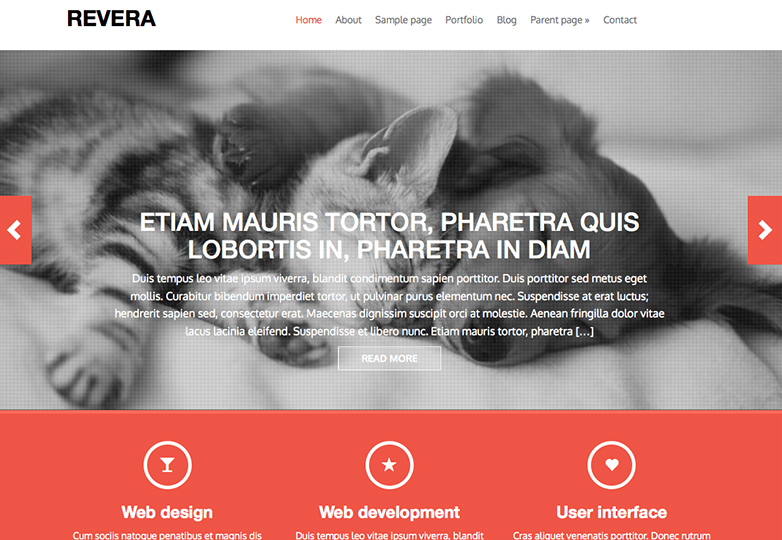 REVERA
Home About Sample page Portfolio Blog Parent page » Contact
ETIAM MAURIS TORTOR, PHARETRA QUIS
LOBORTIS IN, PHARETRA IN DIAM
Duis tempus leo vitae ipsum viverra, blandit condimentum sapien porttitor. Duis porttitor sed metus eget
mollis. Curabitur bibendum imperdiet tortor, ut pulvinar purus elementum nec. Suspendisse at erat luctus;
hendrerit sapien sed, consectetur erat. Maecenas dignissim suscipit orci at molestie. Aenean fringilla dolor vitae
lacus lacinia eleifend. Suspendisse et libero nunc. Etiam mauris tortor, pharetra [...]
READ MORE
Web design Web development User interface
Cum sociis natoque penatibus et magnis dis Duis tempus leo vitae ipsum viverra, blandit Cras aliquet venenatis porttitor. Donec rutrum